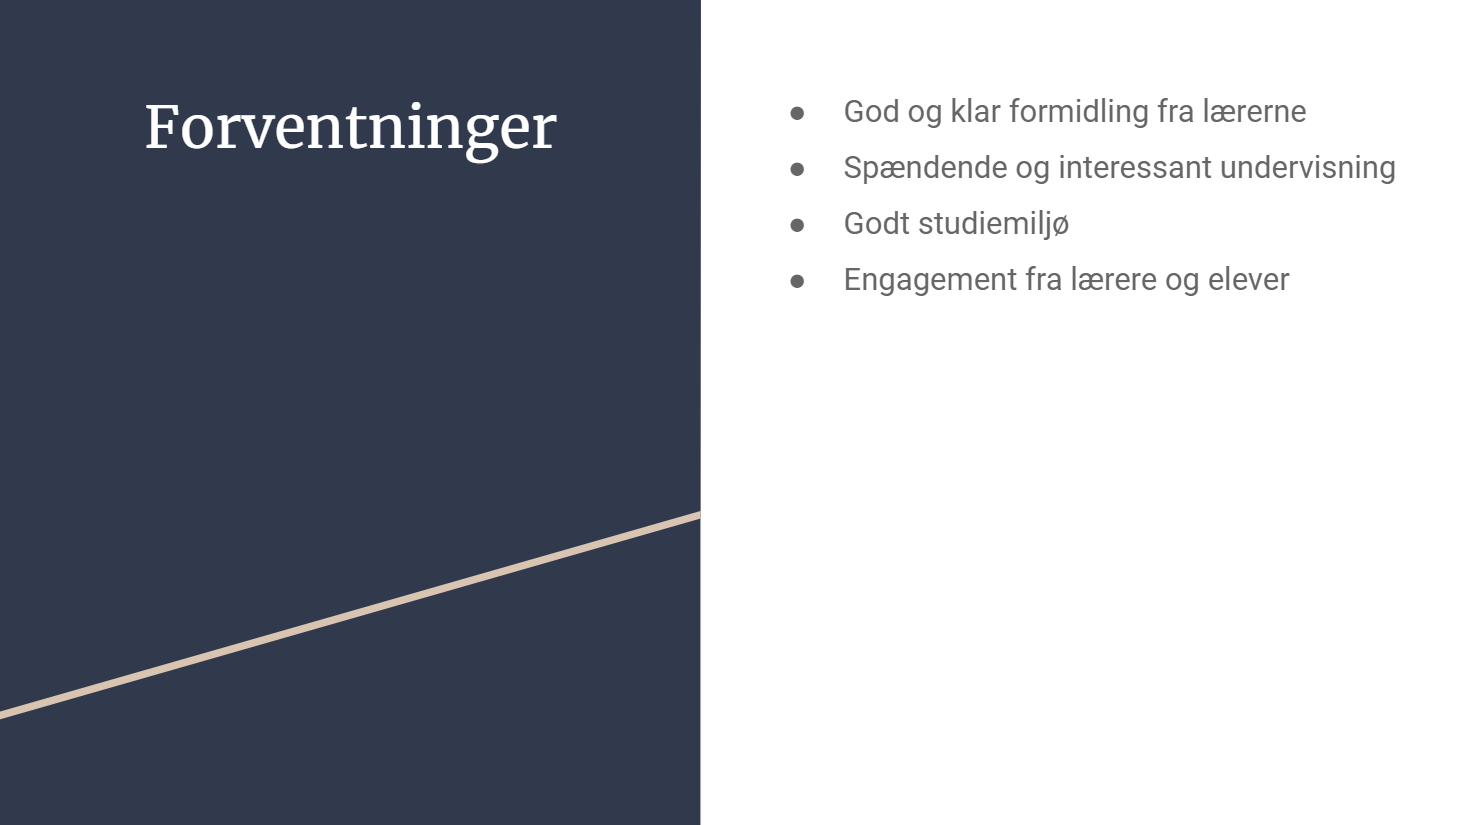 Forventninger
● God og klar formidling fra lærerne
● Spændende og interessant undervisning
● Godt studiemiljø
● Engagement fra lærere og elever